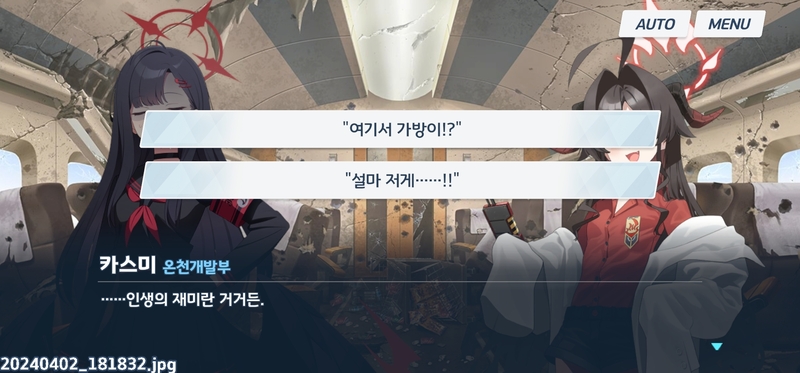 AUTO
MENU
"여기서 가방이!?"
"설마 저게……!!"
카스미 온천개발부
……인생의 재미란 거거든.
20240402_181832.jpg